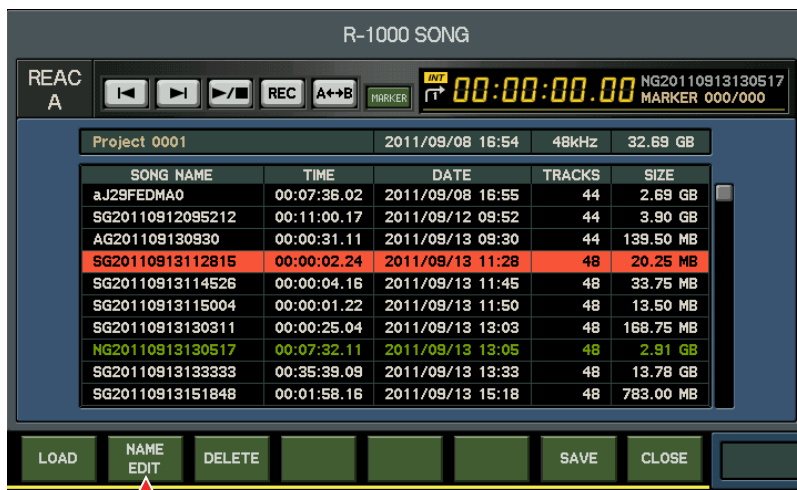 R-1000 SONG
REAC
A
REC
A↔B
MARKER
INT
00:00:00.00
NG20110913130517
MARKER 000/000
Project 0001 2011/09/08 16:54 48kHz 32.69 GB
SONG NAME TIME DATE TRACKS SIZE
aJ29FEDMA0 00:07:36.02 2011/09/08 16:55 44 2.69 GB
SG20110912095212 00:11:00.17 2011/09/12 09:52 44 3.90 GB
AG201109130930 00:00:31.11 2011/09/13 09:30 44 139.50 MB
SG20110913112815 00:00:02.24 2011/09/13 11:28 48 20.25 MB
SG20110913114526 00:00:04.16 2011/09/13 11:45 48 33.75 MB
SG20110913115004 00:00:01.22 2011/09/13 11:50 48 13.50 MB
SG20110913130311 00:00:25.04 2011/09/13 13:03 48 168.75 MB
NG20110913130517 00:07:32.11 2011/09/13 13:05 48 2.91 GB
SG20110913133333 00:35:39.09 2011/09/13 13:33 48 13.78 GB
SG20110913151848 00:01:58.16 2011/09/13 15:18 48 783.00 MB
LOAD
NAME
EDIT
DELETE
SAVE
CLOSE